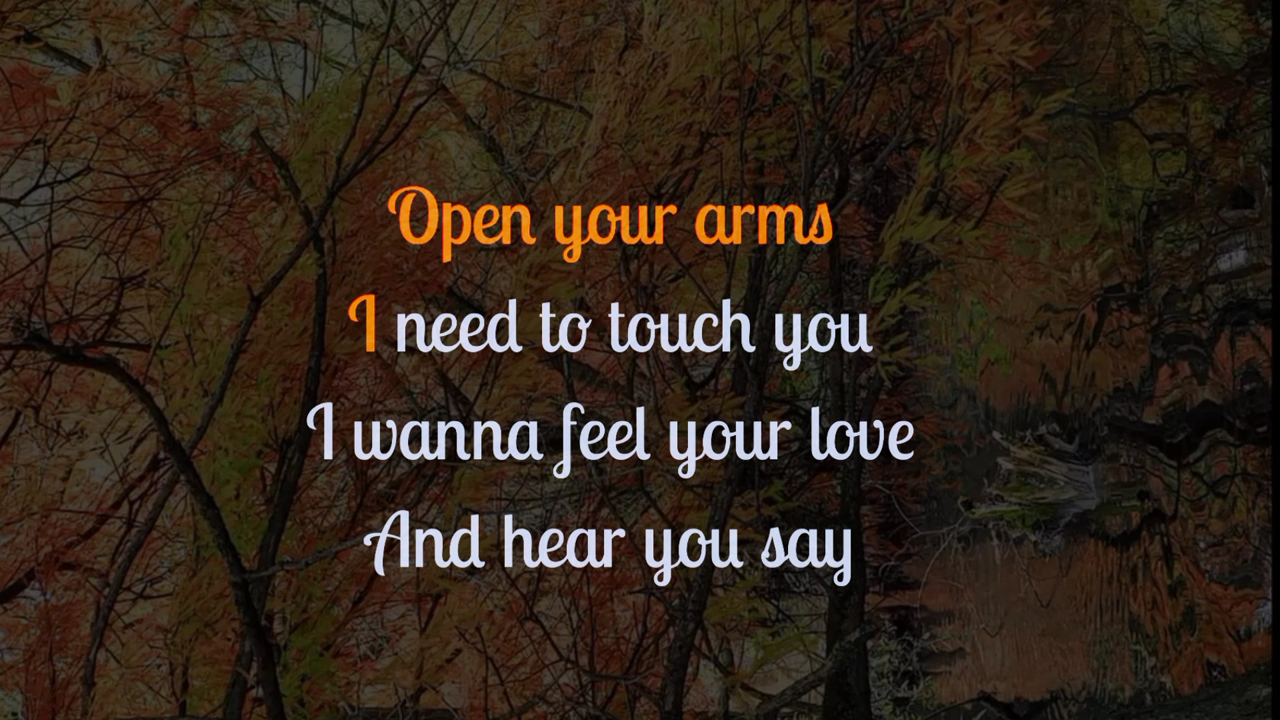 Open your arms
I need to touch you
I wanna feel your love
And hear you say